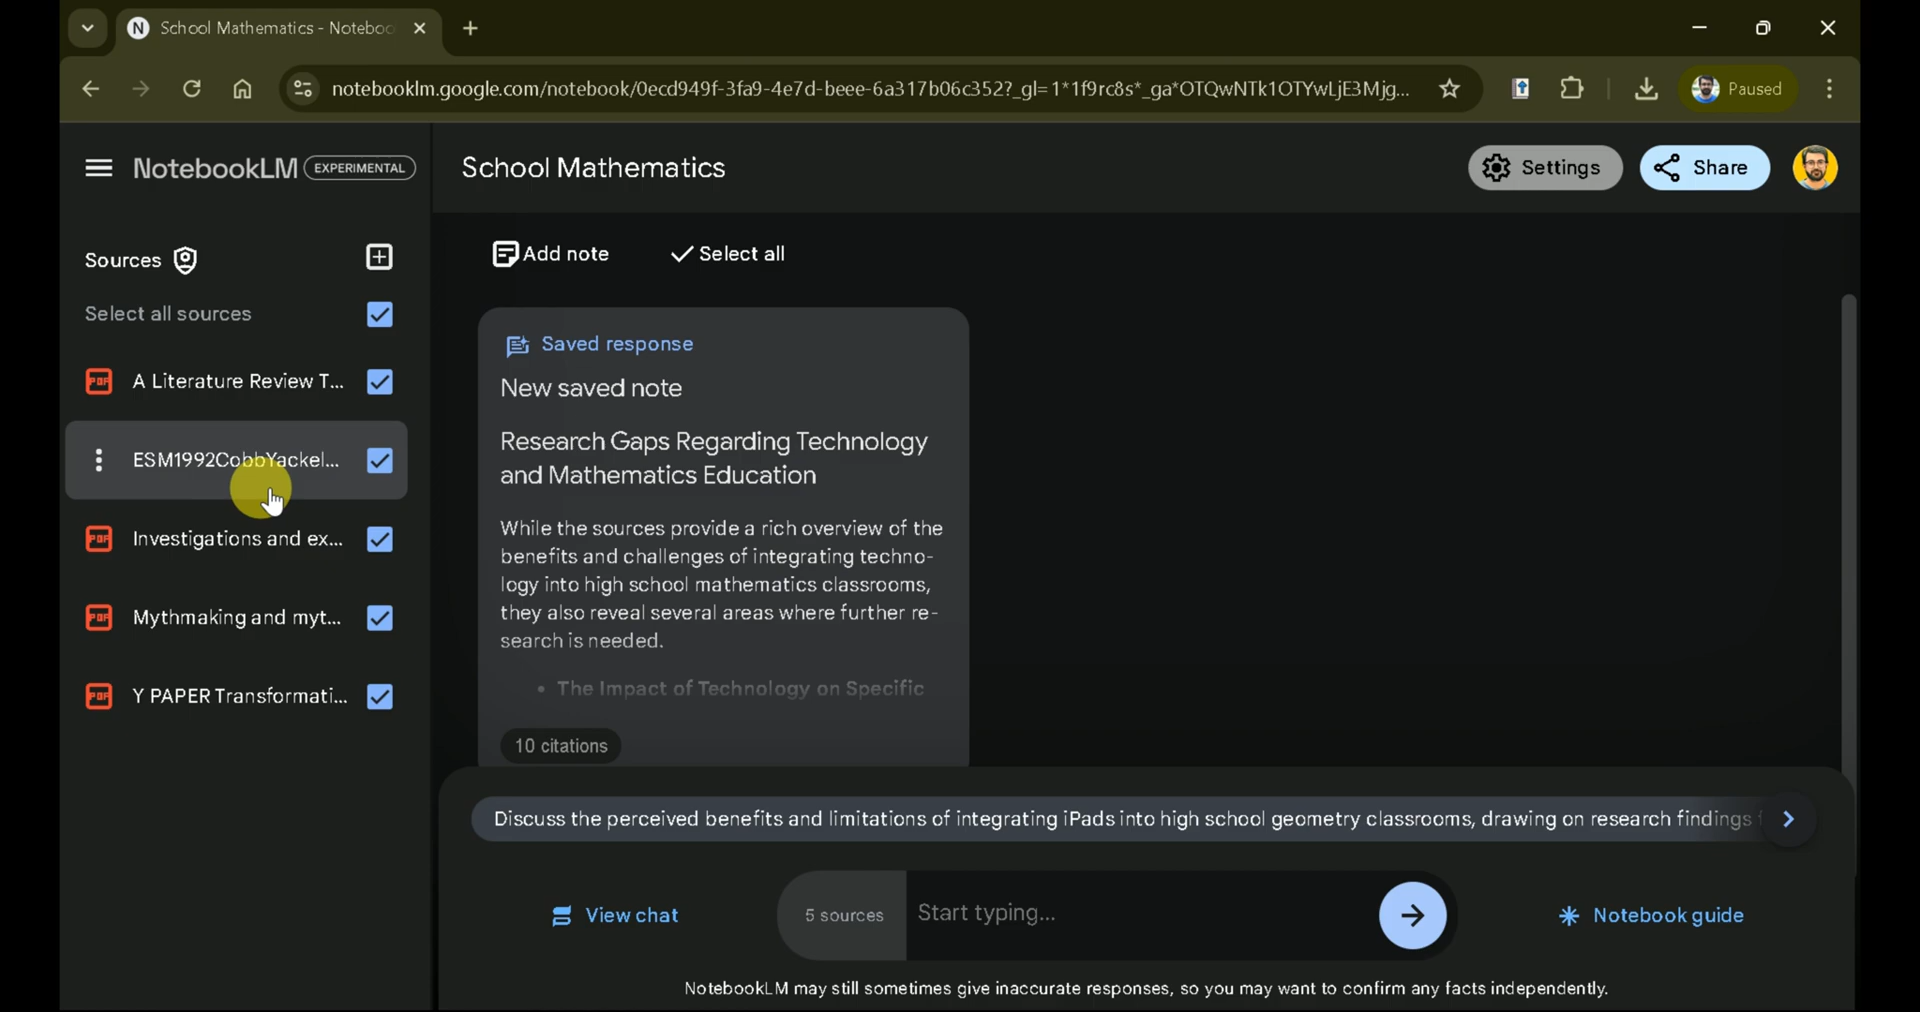 School Mathematics - Noteboo
notebooklm.google.com/notebook/0ecd949f-3fa9-4e7d-beee-6a317b06c352?_gl=1*1f9rc8s*_ga*OTQwNTk1OTYwLjE3Mjg...
Paused
NotebookLM EXPERIMENTAL
School Mathematics
Settings
Share
Sources
Add note
Select all
Select all sources
A Literature Review T...
ESM1992CobbYackel...
Investigations and ex...
Mythmaking and myt...
Y PAPER Transformati...
Saved response
New saved note
Research Gaps Regarding Technology
and Mathematics Education
While the sources provide a rich overview of the
benefits and challenges of integrating techno-
logy into high school mathematics classrooms,
they also reveal several areas where further re-
search is needed.
• The Impact of Technology on Specific
10 citations
Discuss the perceived benefits and limitations of integrating iPads into high school geometry classrooms, drawing on research findings
View chat
5 sources
Start typing...
Notebook guide
NotebookLM may still sometimes give inaccurate responses, so you may want to confirm any facts independently.